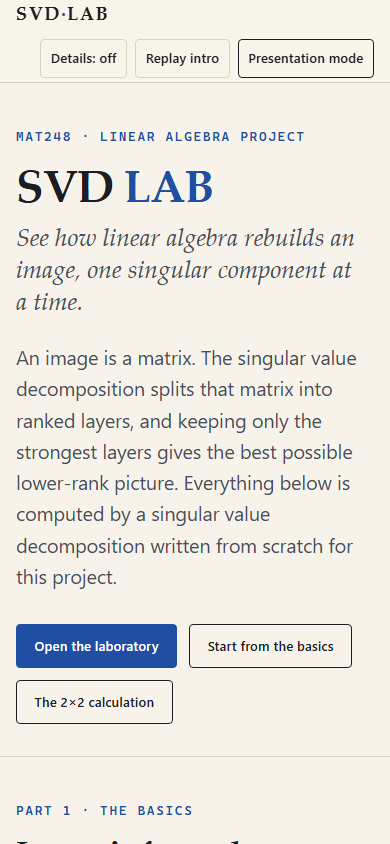 SVD·LAB
Details: off
Replay intro
Presentation mode
MAT248 · LINEAR ALGEBRA PROJECT
SVD LAB
See how linear algebra rebuilds an
image, one singular component at
a time.
An image is a matrix. The singular value
decomposition splits that matrix into
ranked layers, and keeping only the
strongest layers gives the best possible
lower-rank picture. Everything below is
computed by a singular value
decomposition written from scratch for
this project.
Open the laboratory
Start from the basics
The 2×2 calculation
PART 1 · THE BASICS